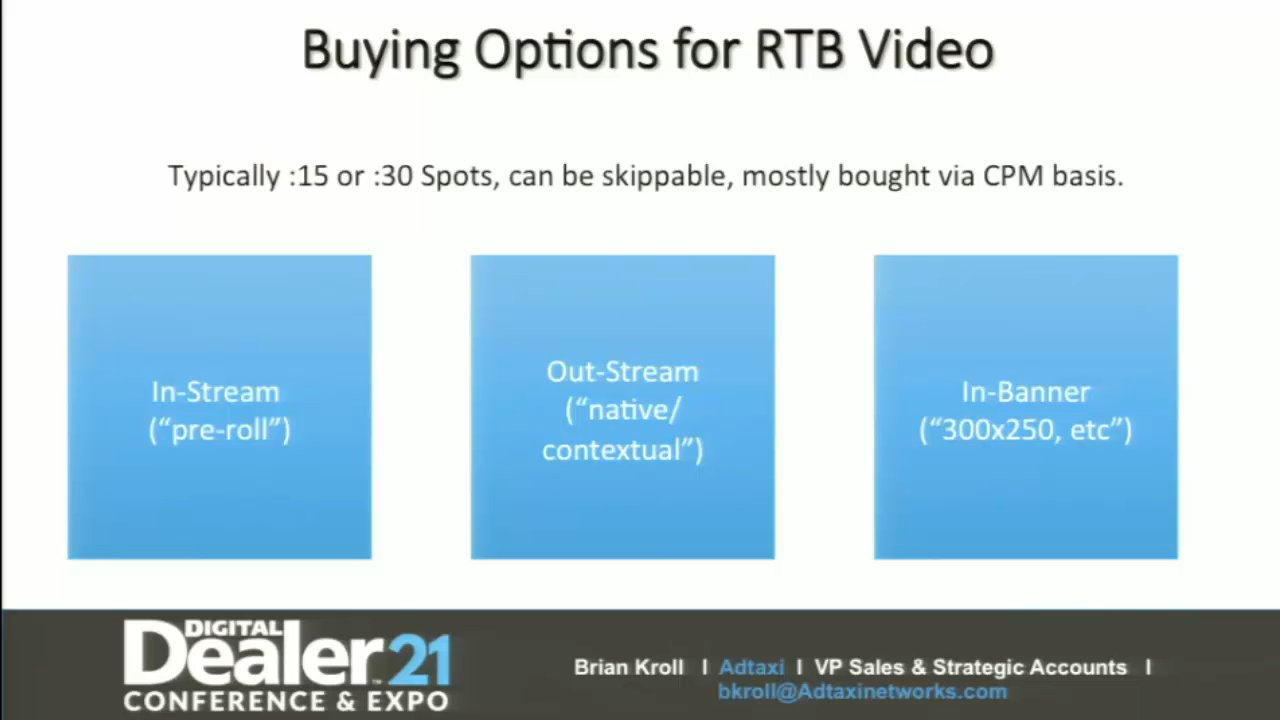 Buying Options for RTB Video
Typically :15 or :30 Spots, can be skippable, mostly bought via CPM basis.
In-Stream
(“pre-roll”)
Out-Stream
(“native/
contextual”)
In-Banner
(“300x250, etc”)
DIGITAL
Dealer 21
CONFERENCE & EXPO
Brian Kroll I Adtaxi I VP Sales & Strategic Accounts I
bkroll@Adtaxinetworks.com